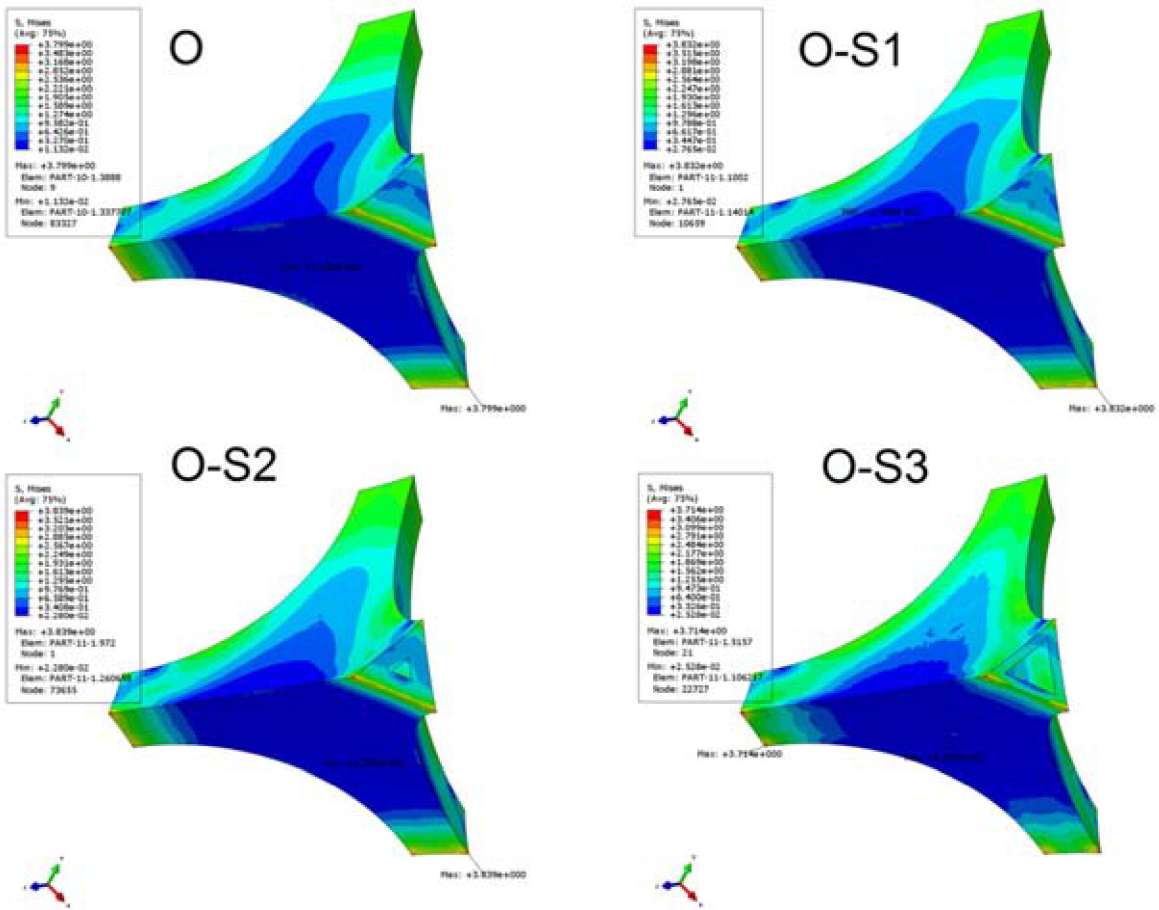 O
S, Mises
(Avg: 75%)
+3.799e+00
+3.483e+00
+3.168e+00
+2.852e+00
+2.536e+00
+2.221e+00
+1.905e+00
+1.589e+00
+1.274e+00
+9.582e-01
+6.426e-01
+3.270e-01
+1.132e-02
Max: +3.799e+00
Elem: PART-10-1.3888
Node: 9
Min: +1.132e-02
Elem: PART-10-1.337707
Node: 83327
Max: +3.799e+000
O-S1
S, Mises
(Avg: 75%)
+3.832e+00
+3.515e+00
+3.198e+00
+2.881e+00
+2.564e+00
+2.247e+00
+1.930e+00
+1.613e+00
+1.296e+00
+9.788e-01
+6.617e-01
+3.447e-01
+2.765e-02
Max: +3.832e+00
Elem: PART-11-1.1002
Node: 1
Min: +2.765e-02
Elem: PART-11-1.14014
Node: 10609
Max: +3.832e+000
O-S2
S, Mises
(Avg: 75%)
+3.839e+00
+3.521e+00
+3.203e+00
+2.885e+00
+2.567e+00
+2.249e+00
+1.931e+00
+1.613e+00
+1.295e+00
+9.769e-01
+6.589e-01
+3.408e-01
+2.280e-02
Max: +3.839e+00
Elem: PART-11-1.972
Node: 1
Min: +2.280e-02
Elem:
Node: 73655
Max: +3.839e+000
O-S3
S, Mises
(Avg: 75%)
+3.714e+00
+3.406e+00
+3.099e+00
+2.791e+00
+2.484e+00
+2.177e+00
+1.869e+00
+1.562e+00
+1.255e+00
+9.473e-01
+6.400e-01
+3.326e-01
+2.528e-02
Max: +3.714e+00
Elem: PART-11-1.5157
Node: 21
Min: +2.528e-02
Elem:
Node: 22727
Max: +3.714e+000